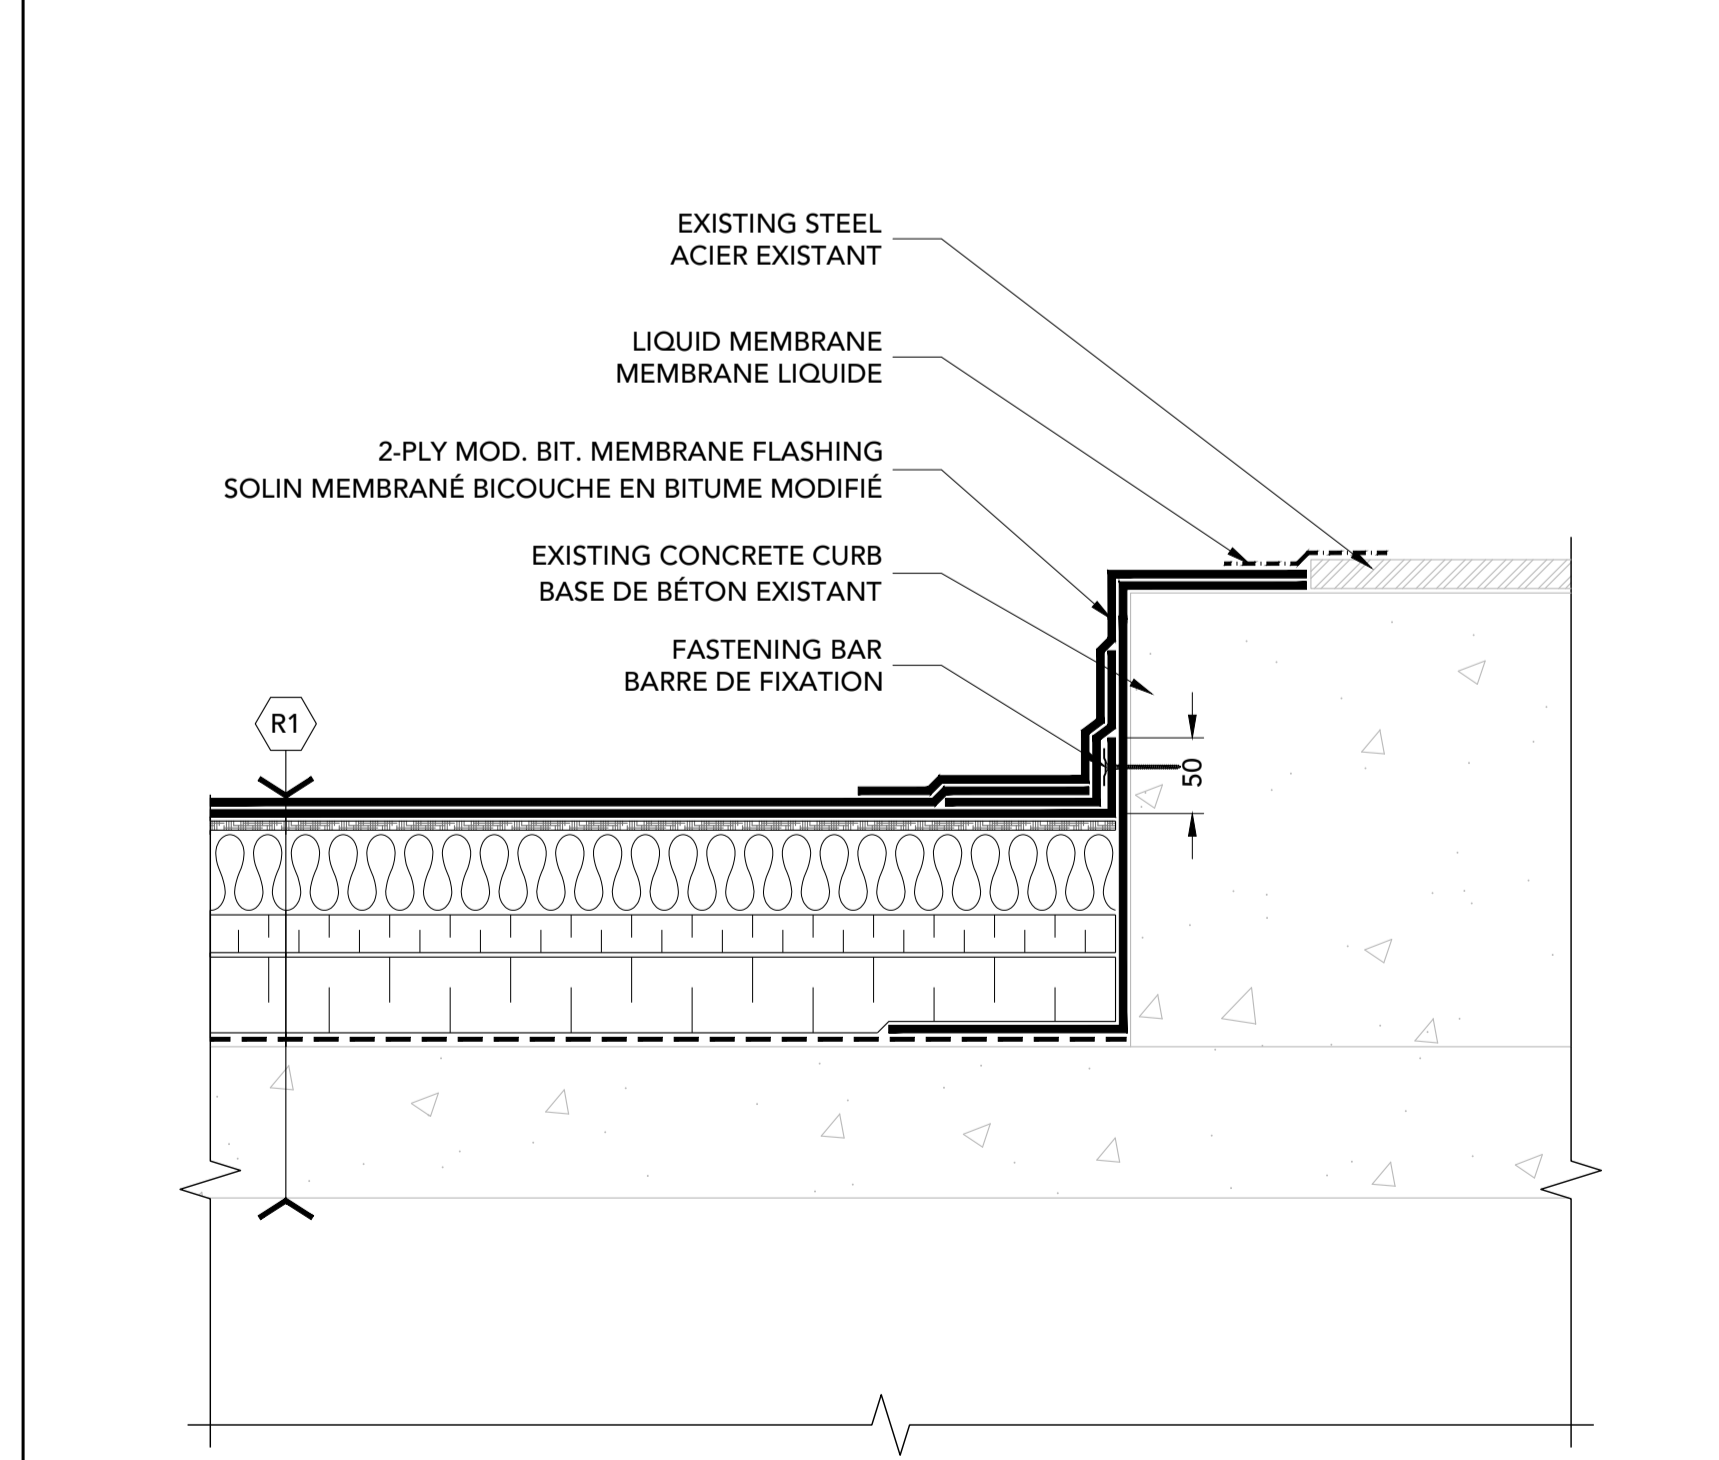 EXISTING STEEL
ACIER EXISTANT
LIQUID MEMBRANE
MEMBRANE LIQUIDE
2-PLY MOD. BIT. MEMBRANE FLASHING
SOLIN MEMBRANÉ BICOUCHE EN BITUME MODIFIÉ
EXISTING CONCRETE CURB
BASE DE BÉTON EXISTANT
FASTENING BAR
BARRE DE FIXATION
R1
50